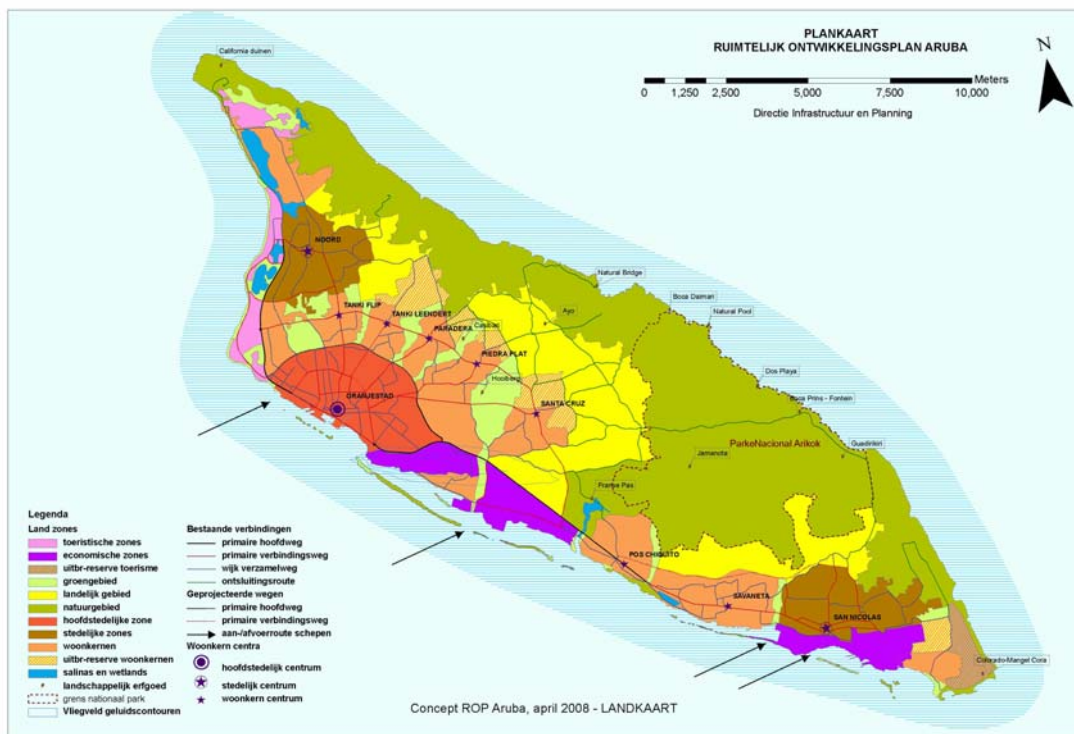 PLANKAART
RUIMTELIJK ONTWIKKELINGSPLAN ARUBA
N
Meters
0 1,250 2,500 5,000 7,500 10,000
Directie Infrastructuur en Planning
California duinen
NOORD
Natural Bridge
Boca Daimari
TANKI FLIP
TANKI LEENDERT
Ayo
Natural Pool
PARADERA
Casibari
PIEDRA PLAT
Dos Playa
Hooiberg
ORANJESTAD
SANTA CRUZ
Boca Prins - Fontein
ParkeNacional Arikok
Guadirikiri
Jamanota
Franse Pas
POS CHIQUITO
SAVANETA
SAN NICOLAS
Colorado-Mangel Cora
Legenda
Land zones
toeristische zones
economische zones
uitbr-reserve toerisme
groengebied
landelijk gebied
natuurgebied
hoofdstedelijke zone
stedelijke zones
woonkernen
uitbr-reserve woonkernen
salinas en wetlands
landschappelijk erfgoed
grens nationaal park
Vliegveld geluidscontouren
Bestaande verbindingen
primaire hoofdweg
primaire verbindingsweg
wijk verzamelweg
ontsluitingsroute
Geprojecteerde wegen
primaire hoofdweg
primaire verbindingsweg
aan-/afvoerroute schepen
Woonkern centra
hoofdstedelijk centrum
stedelijk centrum
woonkern centrum
Concept ROP Aruba, april 2008 - LANDKAART